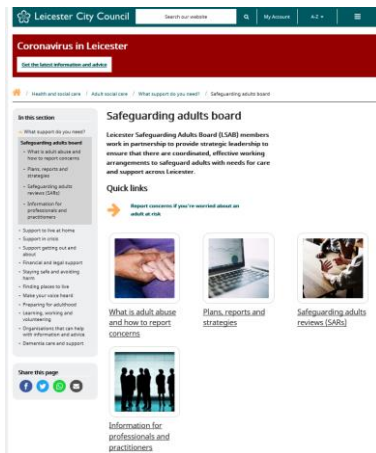 Leicester City Council
Search our website
My Account
A-Z
Coronavirus in Leicester
Get the latest information and advice
/ Health and social care / Adult social care / What support do you need? / Safeguarding adults board
In this section
What support do you need?
Safeguarding adults board
- What is adult abuse and how to report concerns
- Plans, reports and strategies
- Safeguarding adults reviews (SARs)
- Information for professionals and practitioners
- Support to live at home
- Support in crisis
- Support getting out and about
- Financial and legal support
- Staying safe and avoiding harm
- Finding places to live
- Make your voice heard
- Preparing for adulthood
- Learning, working and volunteering
- Organisations that can help with information and advice
- Dementia care and support
Share this page
Safeguarding adults board
Leicester Safeguarding Adults Board (LSAB) members
work in partnership to provide strategic leadership to
ensure that there are coordinated, effective working
arrangements to safeguard adults with needs for care
and support across Leicester.
Quick links
Report concerns if you're worried about an
adult at risk
What is adult abuse
and how to report
concerns
Plans, reports and
strategies
Safeguarding adults
reviews (SARs)
Information for
professionals and
practitioners